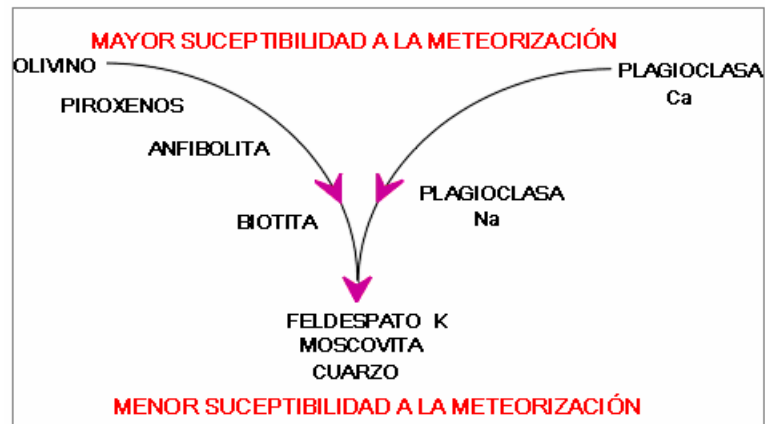 MAYOR SUCEPTIBILIDAD A LA METEORIZACIÓN
OLIVINO
PLAGIOCLASA
Ca
PIROXENOS
ANFIBOLITA
PLAGIOCLASA
Na
BIOTITA
FELDESPATO K
MOSCOVITA
CUARZO
MENOR SUCEPTIBILIDAD A LA METEORIZACIÓN